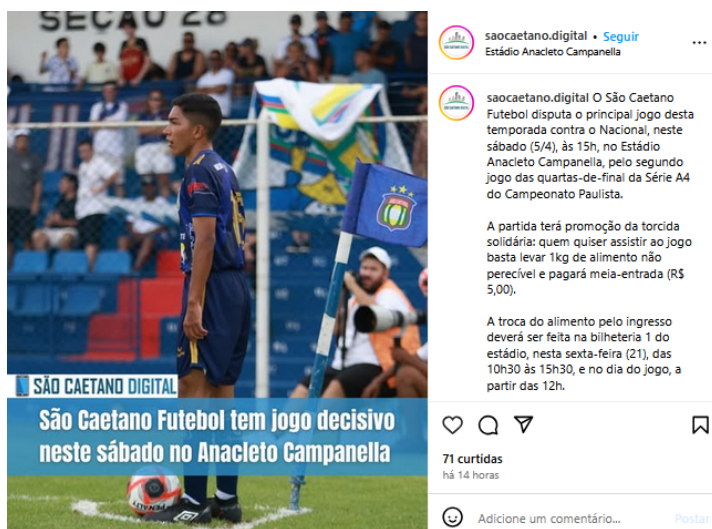 SEÇÃO 28
SÃO CAETANO DIGITAL
São Caetano Futebol tem jogo decisivo
neste sábado no Anacleto Campanella
PENALTY
saocaetano.digital • Seguir
Estádio Anacleto Campanella
saocaetano.digital O São Caetano
Futebol disputa o principal jogo desta
temporada contra o Nacional, neste
sábado (5/4), às 15h, no Estádio
Anacleto Campanella, pelo segundo
jogo das quartas-de-final da Série A4
do Campeonato Paulista.
A partida terá promoção da torcida
solidária: quem quiser assistir ao jogo
basta levar 1kg de alimento não
perecível e pagará meia-entrada (R$
5,00).
A troca do alimento pelo ingresso
deverá ser feita na bilheteria 1 do
estádio, nesta sexta-feira (21), das
10h30 às 15h30, e no dia do jogo, a
partir das 12h.
71 curtidas
há 14 horas
Adicione um comentário...
Postar